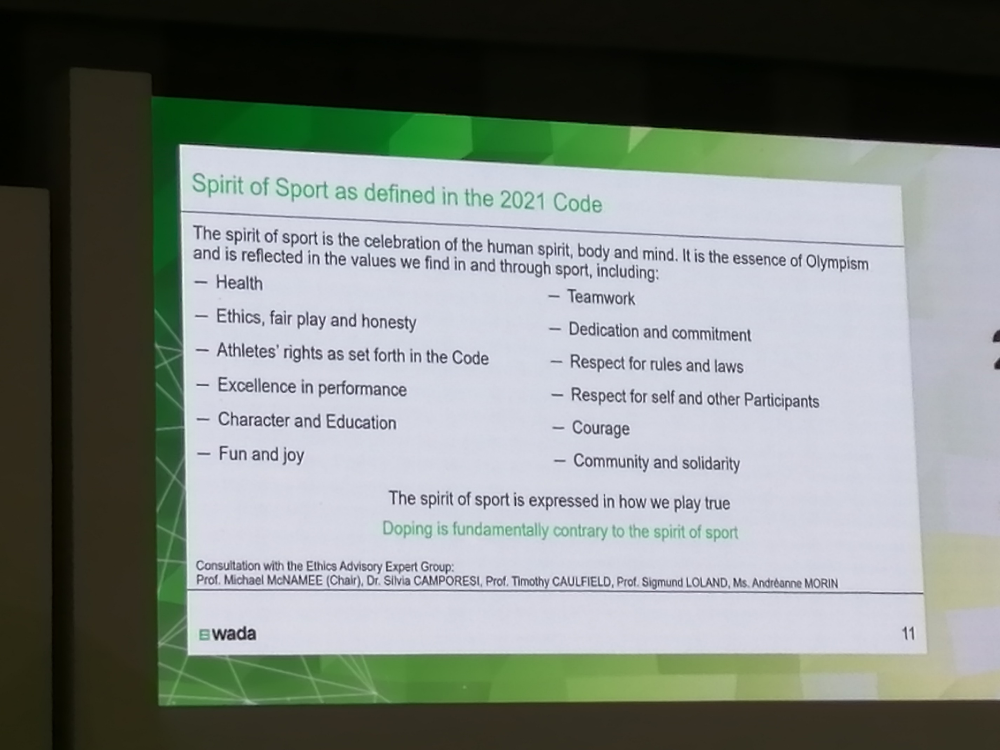 Spirit of Sport as defined in the 2021 Code
The spirit of sport is the celebration of the human spirit, body and mind. It is the essence of Olympism
and is reflected in the values we find in and through sport, including:
— Health
— Ethics, fair play and honesty
— Athletes' rights as set forth in the Code
— Excellence in performance
— Character and Education
— Fun and joy
— Teamwork
— Dedication and commitment
— Respect for rules and laws
— Respect for self and other Participants
— Courage
— Community and solidarity
The spirit of sport is expressed in how we play true
Doping is fundamentally contrary to the spirit of sport
Consultation with the Ethics Advisory Expert Group:
Prof. Michael McNAMEE (Chair), Dr. Silvia CAMPORESI, Prof. Timothy CAULFIELD, Prof. Sigmund LOLAND, Ms. Andréanne MORIN
wada
11